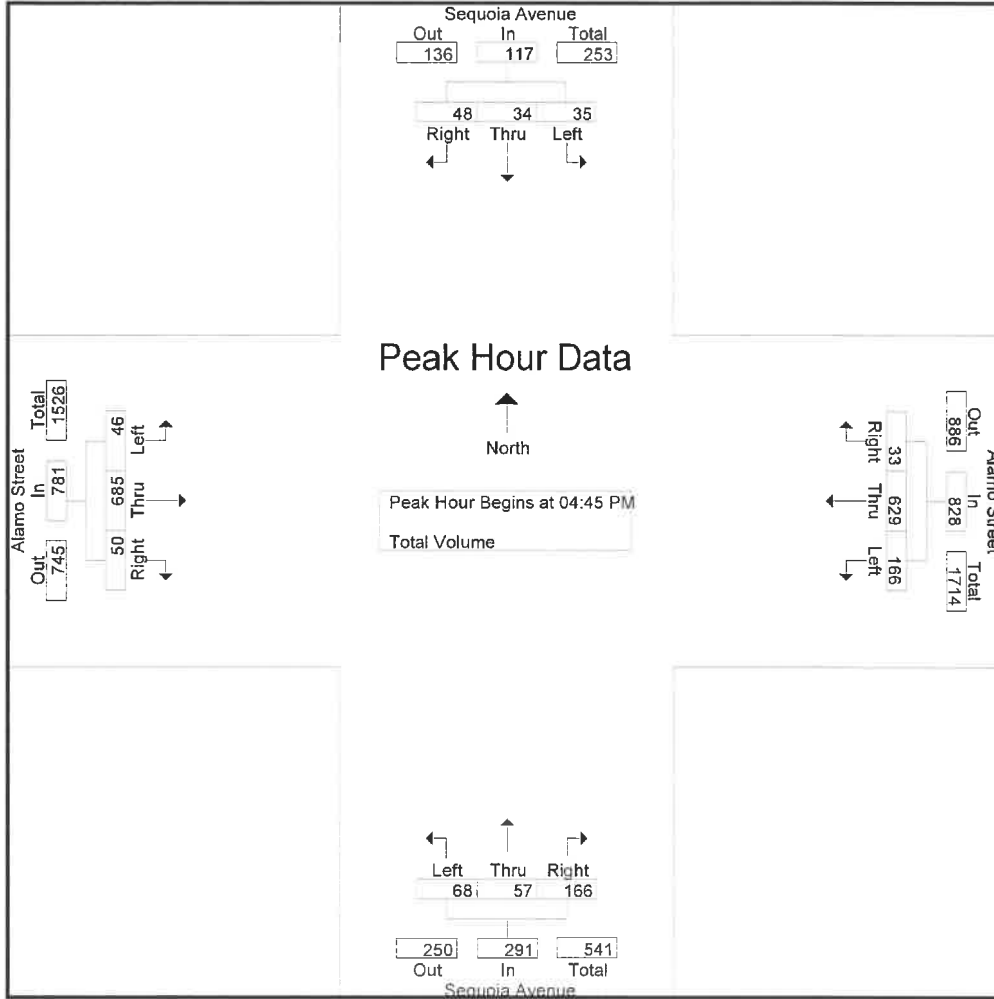 Sequoia Avenue
Out In Total
136 117 253
48 34 35
Right Thru Left
Peak Hour Data
North
Peak Hour Begins at 04:45 PM
Total Volume
Alamo Street
Total In Out
1526 781 745
46 685 50
Left Thru Right
Alamo Street
Out In Total
886 828 1714
33 629 166
Right Thru Left
Left Thru Right
68 57 166
250 291 541
Out In Total
Sequoia Avenue